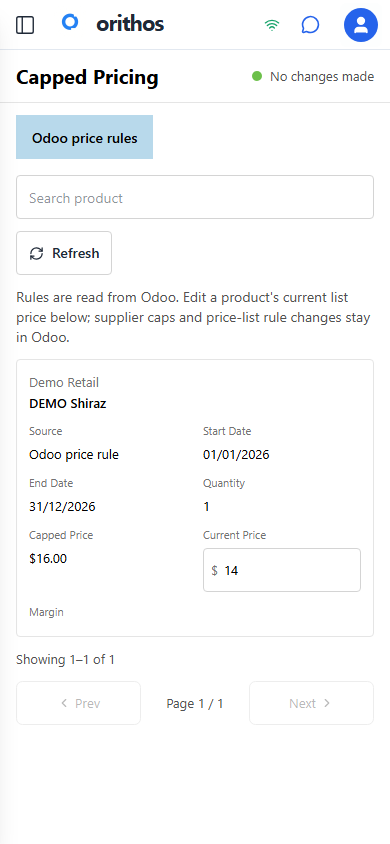 orithos
Capped Pricing
No changes made
Odoo price rules
Search product
Refresh
Rules are read from Odoo. Edit a product's current list
price below; supplier caps and price-list rule changes stay
in Odoo.
Demo Retail
DEMO Shiraz
Source
Start Date
Odoo price rule
01/01/2026
End Date
Quantity
31/12/2026
1
Capped Price
Current Price
$16.00
$ 14
Margin
Showing 1–1 of 1
Prev
Page 1 / 1
Next